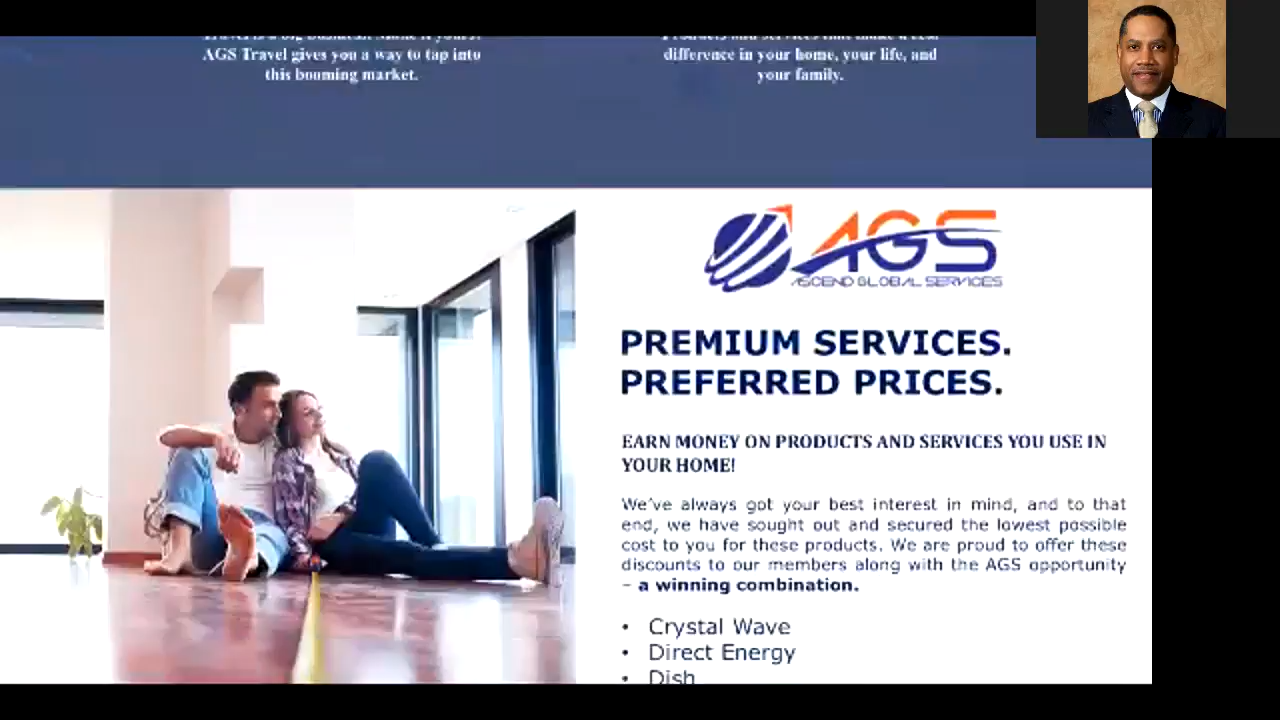 AGS Travel gives you a way to tap into
this booming market.
difference in your home, your life, and
your family.
AGS
ASCEND GLOBAL SERVICES
PREMIUM SERVICES.
PREFERRED PRICES.
EARN MONEY ON PRODUCTS AND SERVICES YOU USE IN
YOUR HOME!
We've always got your best interest in mind, and to that
end, we have sought out and secured the lowest possible
cost to you for these products. We are proud to offer these
discounts to our members along with the AGS opportunity
– a winning combination.
• Crystal Wave
• Direct Energy
• Dish